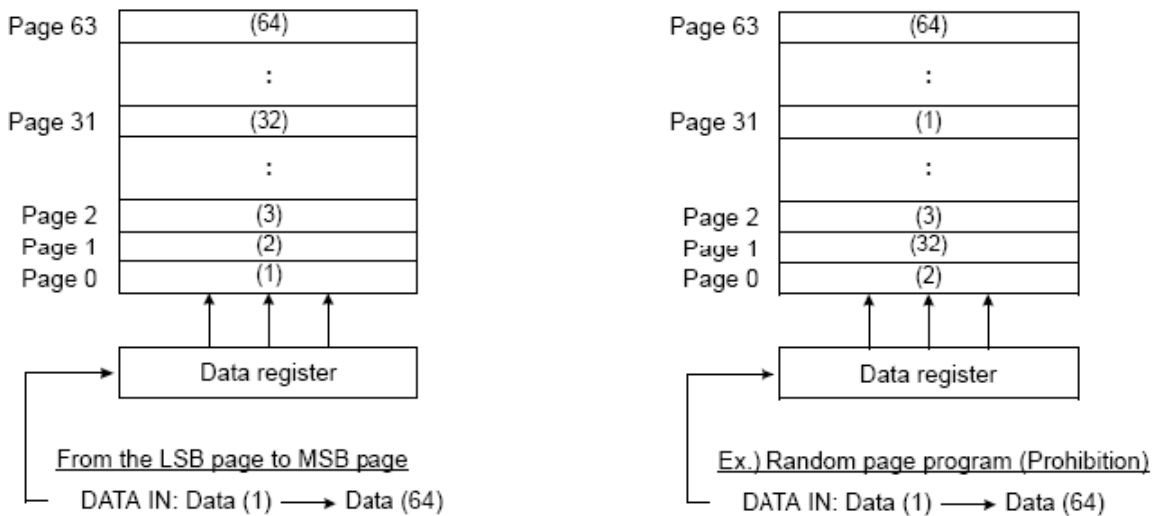 Page 63 (64)
:
Page 31 (32)
:
Page 2 (3)
Page 1 (2)
Page 0 (1)
Data register
From the LSB page to MSB page
DATA IN: Data (1) → Data (64)
Page 63 (64)
:
Page 31 (1)
:
Page 2 (3)
Page 1 (32)
Page 0 (2)
Data register
Ex.) Random page program (Prohibition)
DATA IN: Data (1) → Data (64)